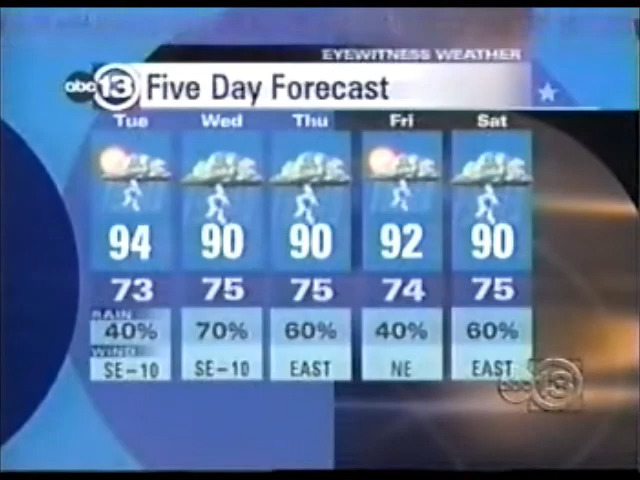 EYEWITNESS WEATHER
abc 13 Five Day Forecast
Tue Wed Thu Fri Sat
94 90 90 92 90
73 75 75 74 75
RAIN
40% 70% 60% 40% 60%
WIND
SE-10 SE-10 EAST NE EAST
abc 13